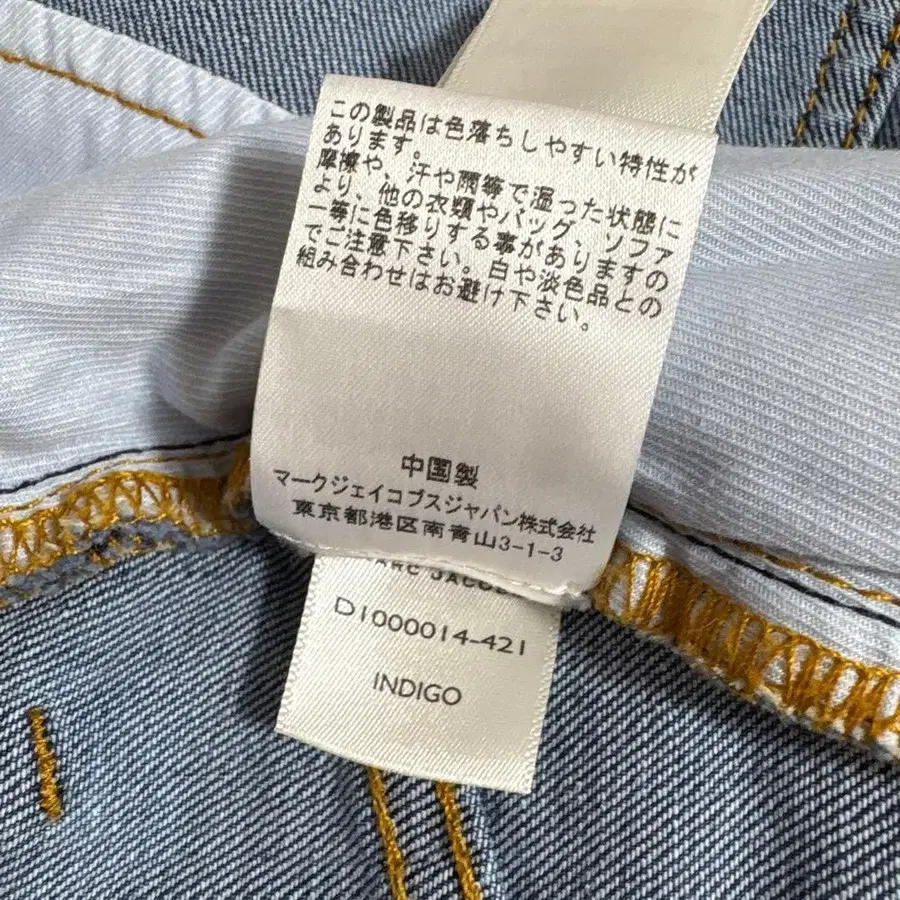 この製品は色落ちしやすい特性が
あります。
摩擦や、汗や雨等で湿った状態に
より、他の衣類やバッグ、ソファ
ー等に色移りする事がありますの
でご注意下さい。白や淡色品との
組み合わせはお避け下さい。
中国製
マークジェイコブスジャパン株式会社
東京都港区南青山3-1-3
MARC JACOBS
D1000014-421
INDIGO